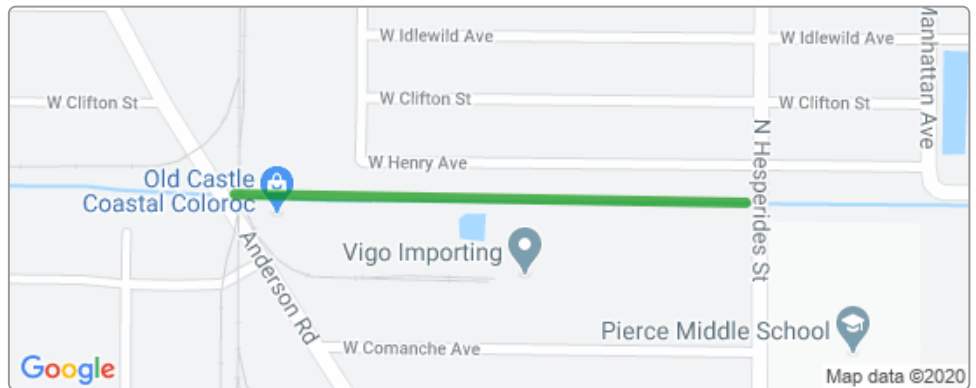 W Idlewild Ave
W Idlewild Ave
Manhattan Ave
W Clifton St
W Clifton St
W Clifton St
N Hesperides St
W Henry Ave
Old Castle
Coastal Coloroc
Anderson Rd
Vigo Importing
Pierce Middle School
W Comanche Ave
Google
Map data ©2020